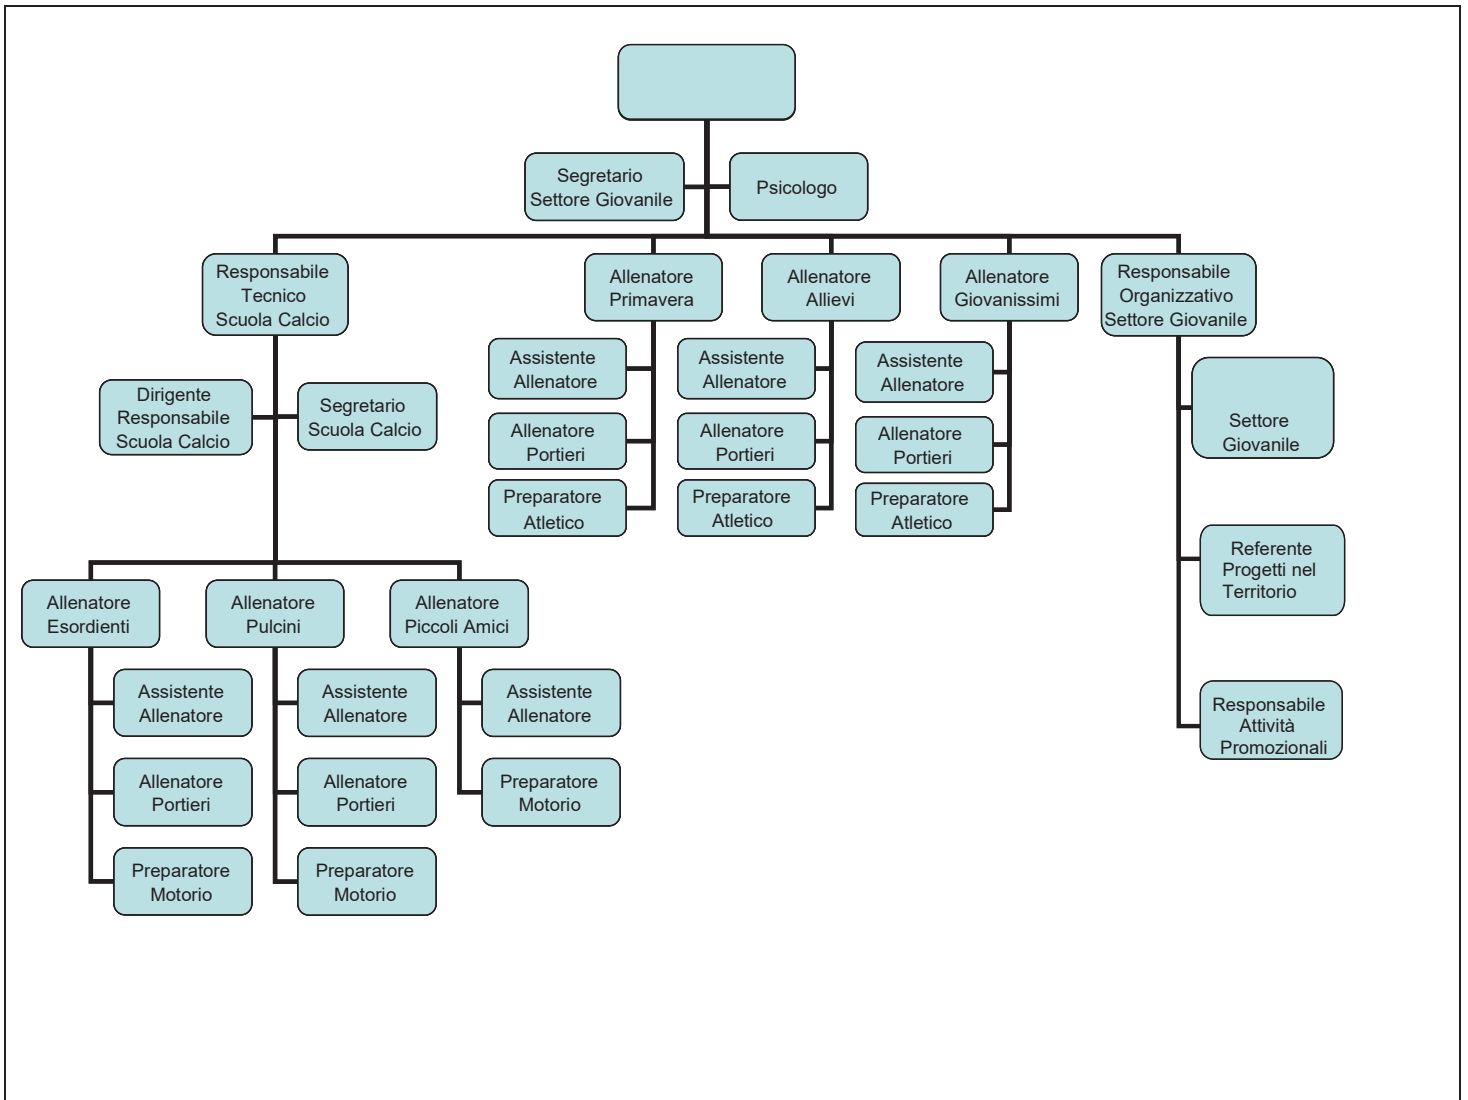 Segretario
Settore Giovanile
Psicologo
Responsabile
Tecnico
Scuola Calcio
Allenatore
Primavera
Allenatore
Allievi
Allenatore
Giovanissimi
Responsabile
Organizzativo
Settore Giovanile
Assistente
Allenatore
Allenatore
Portieri
Preparatore
Atletico
Assistente
Allenatore
Allenatore
Portieri
Preparatore
Atletico
Assistente
Allenatore
Allenatore
Portieri
Preparatore
Atletico
Settore
Giovanile
Referente
Progetti nel
Territorio
Responsabile
Attività
Promozionali
Dirigente
Responsabile
Scuola Calcio
Segretario
Scuola Calcio
Allenatore
Esordienti
Allenatore
Pulcini
Allenatore
Piccoli Amici
Assistente
Allenatore
Allenatore
Portieri
Preparatore
Motorio
Assistente
Allenatore
Allenatore
Portieri
Preparatore
Motorio
Assistente
Allenatore
Preparatore
Motorio